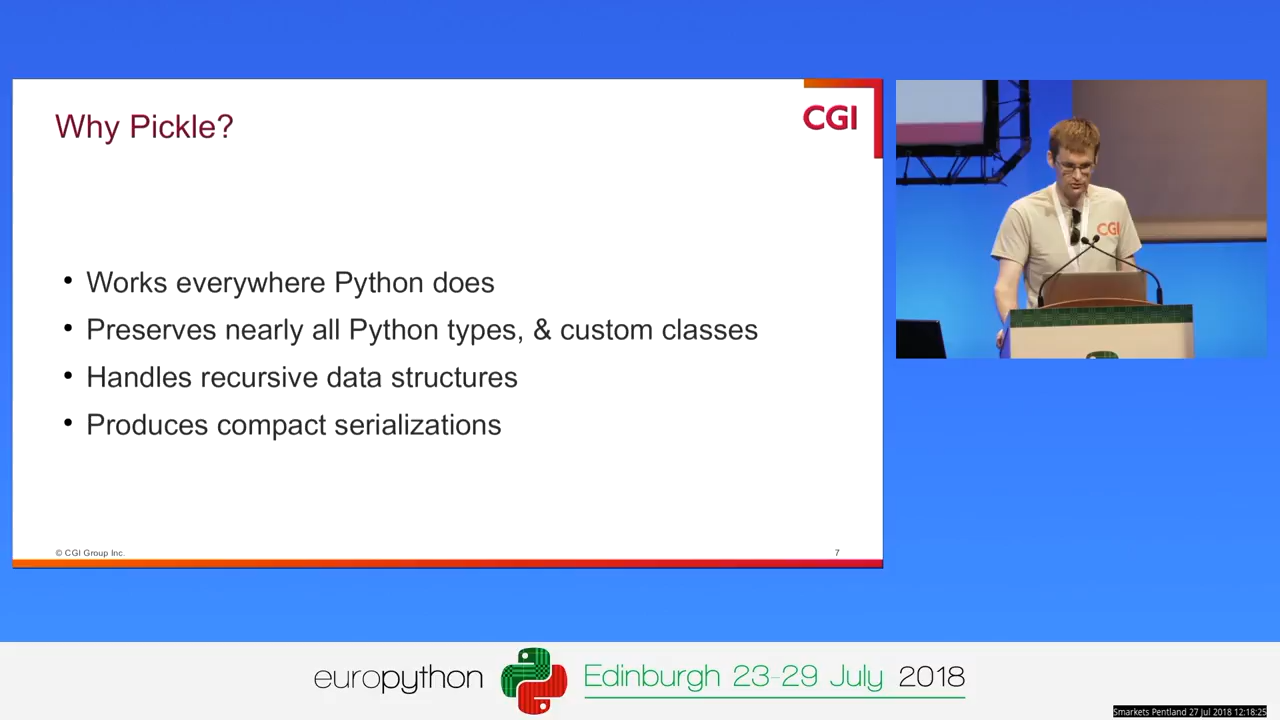 Why Pickle?
CGI
• Works everywhere Python does
• Preserves nearly all Python types, & custom classes
• Handles recursive data structures
• Produces compact serializations
© CGI Group Inc.
7
CGI
europython Edinburgh 23-29 July 2018
Smarkets Pentland 27 Jul 2018 12:18:25